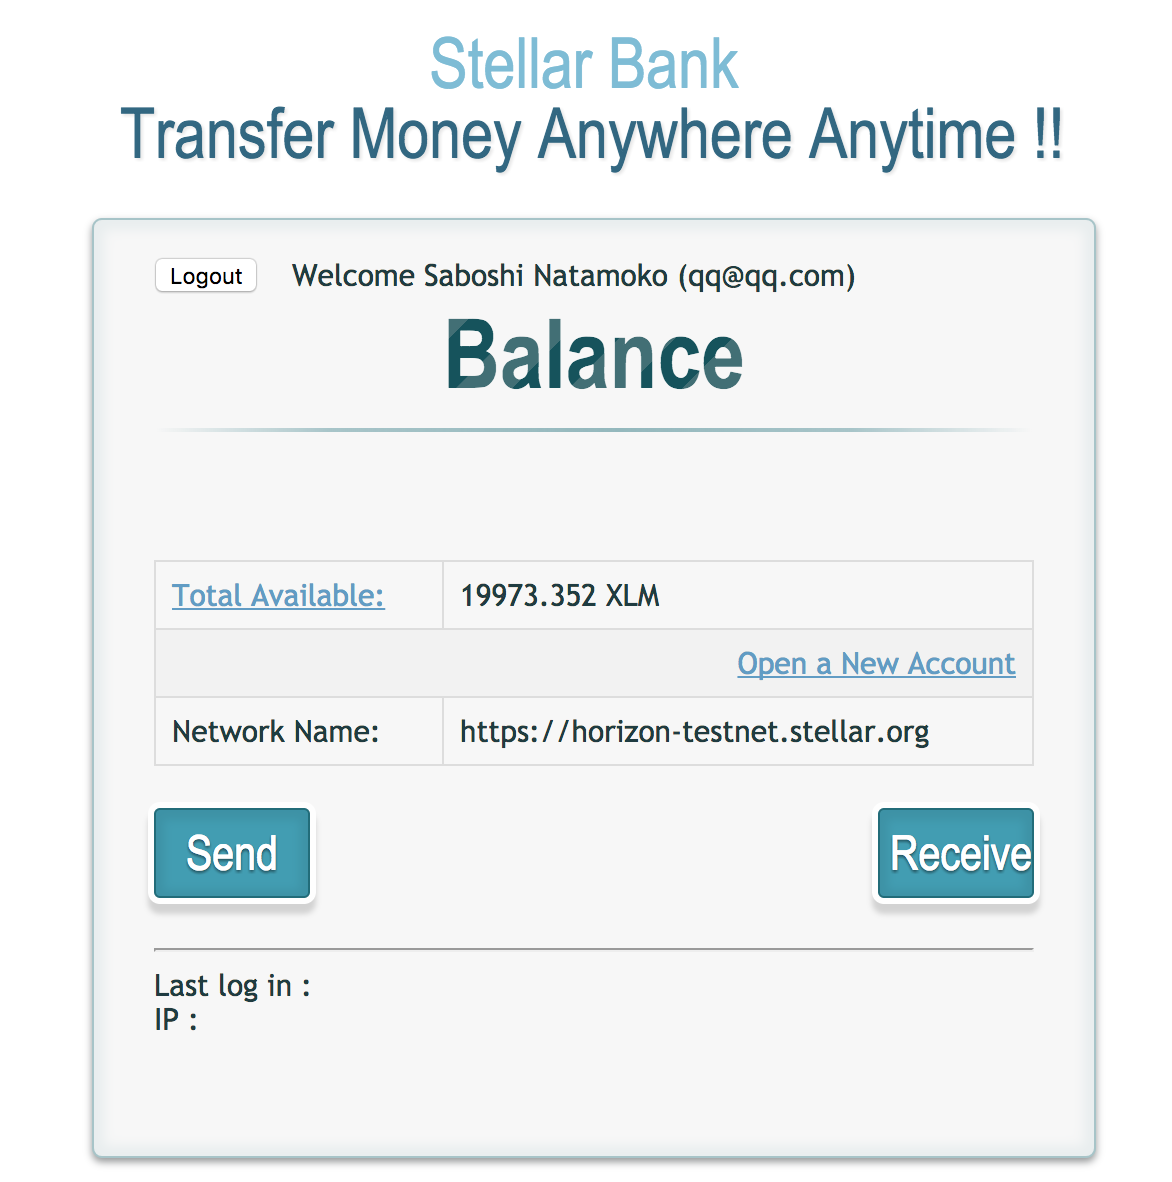 Stellar Bank
Transfer Money Anywhere Anytime !!
Logout Welcome Saboshi Natamoko (qq@qq.com)
Balance
Total Available: 19973.352 XLM
Open a New Account
Network Name: https://horizon-testnet.stellar.org
Send Receive
Last log in :
IP :